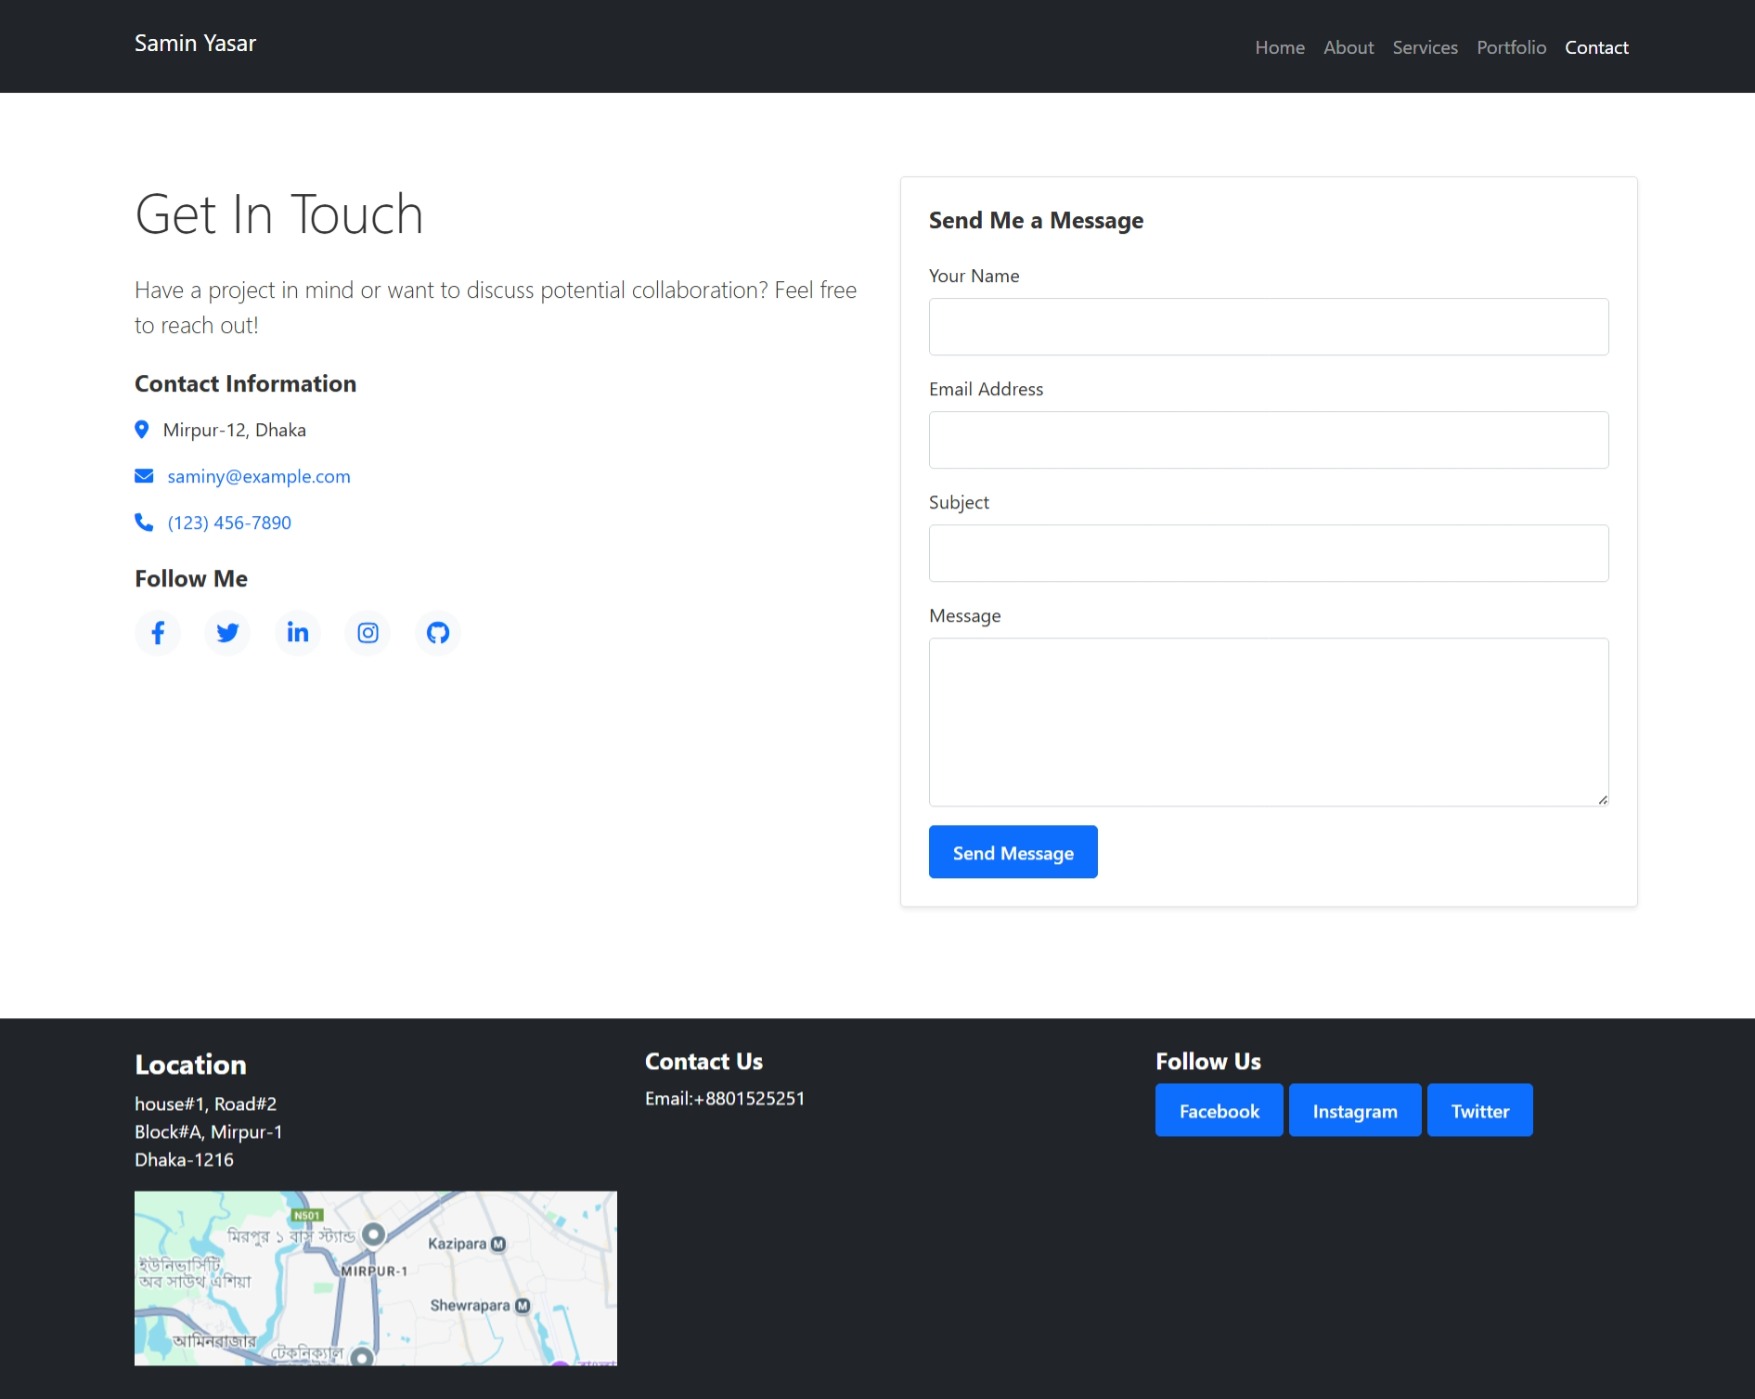 Samin Yasar
Home About Services Portfolio Contact
Get In Touch
Have a project in mind or want to discuss potential collaboration? Feel free
to reach out!
Contact Information
Mirpur-12, Dhaka
saminy@example.com
(123) 456-7890
Follow Me
Send Me a Message
Your Name
Email Address
Subject
Message
Send Message
Location
house#1, Road#2
Block#A, Mirpur-1
Dhaka-1216
N501
মিরপুর ১ বাস স্ট্যান্ড
Kazipara M
ইউনিভার্সিটি
অব সাউথ এশিয়া
MIRPUR-1
Shewrapara M
আমিনবাজার
টেকনিক্যাল
Contact Us
Email:+8801525251
Follow Us
Facebook Instagram Twitter